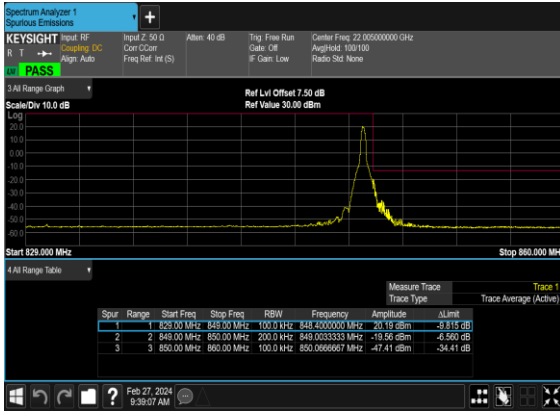 Spectrum Analyzer 1
Spurious Emissions
+
KEYSIGHT Input: RF Input Z: 50 Ω Atten: 40 dB Trig: Free Run Center Freq: 22.005000000 GHz
R T Coupling: DC Corr CCorr Gate: Off Avg|Hold: 100/100
Align: Auto Freq Ref: Int (S) IF Gain: Low Radio Std: None
PASS
3 All Range Graph
Ref Lvl Offset 7.50 dB
Scale/Div 10.0 dB Ref Value 30.00 dBm
Log
20.0
10.0
0.00
-10.0
-20.0
-30.0
-40.0
-50.0
-60.0
Start 829.000 MHz Stop 860.000 MH
4 All Range Table
Measure Trace Trace 1
Trace Type Trace Average (Active)
Spur Range Start Freq Stop Freq RBW Frequency Amplitude ΔLimit
1 1 829.00 MHz 849.00 MHz 100.0 kHz 848.4000000 MHz 20.19 dBm -9.815 dB
2 2 849.00 MHz 850.00 MHz 200.0 kHz 849.0033333 MHz -19.56 dBm -6.560 dB
3 3 850.00 MHz 860.00 MHz 100.0 kHz 850.0666667 MHz -47.41 dBm -34.41 dB
? Feb 27, 2024
9:39:07 AM